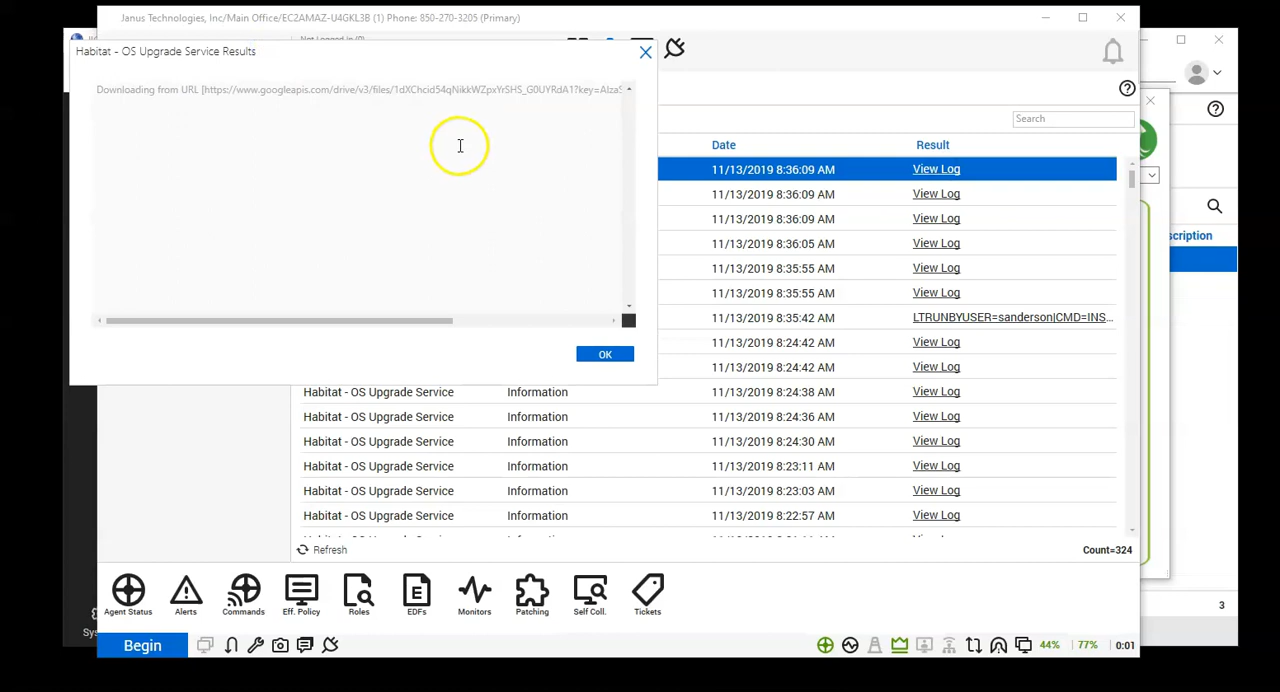 Janus Technologies, Inc/Main Office/EC2AMAZ-U4GKL3B (1) Phone: 850-270-3205 (Primary)
Habitat - OS Upgrade Service Results
Downloading from URL [https://www.googleapis.com/drive/v3/files/1dXChcid54qNikkWZpxYrSHS_G0UYRdA1?key=AIzaS
Search
Date Result
11/13/2019 8:36:09 AM View Log
11/13/2019 8:36:09 AM View Log
11/13/2019 8:36:09 AM View Log
scription
11/13/2019 8:36:05 AM View Log
11/13/2019 8:35:55 AM View Log
11/13/2019 8:35:55 AM View Log
11/13/2019 8:35:42 AM LTRUNBYUSER=sanderson|CMD=INS...
11/13/2019 8:24:42 AM View Log
OK
11/13/2019 8:24:42 AM View Log
Habitat - OS Upgrade Service Information 11/13/2019 8:24:38 AM View Log
Habitat - OS Upgrade Service Information 11/13/2019 8:24:36 AM View Log
Habitat - OS Upgrade Service Information 11/13/2019 8:24:30 AM View Log
Habitat - OS Upgrade Service Information 11/13/2019 8:23:11 AM View Log
Habitat - OS Upgrade Service Information 11/13/2019 8:23:03 AM View Log
Habitat - OS Upgrade Service Information 11/13/2019 8:22:57 AM View Log
Refresh Count=324
Agent Status Alerts Commands Eff. Policy Roles EDFs Monitors Patching Self Coll. Tickets
3
Sys
Begin 44% 77% 0:01